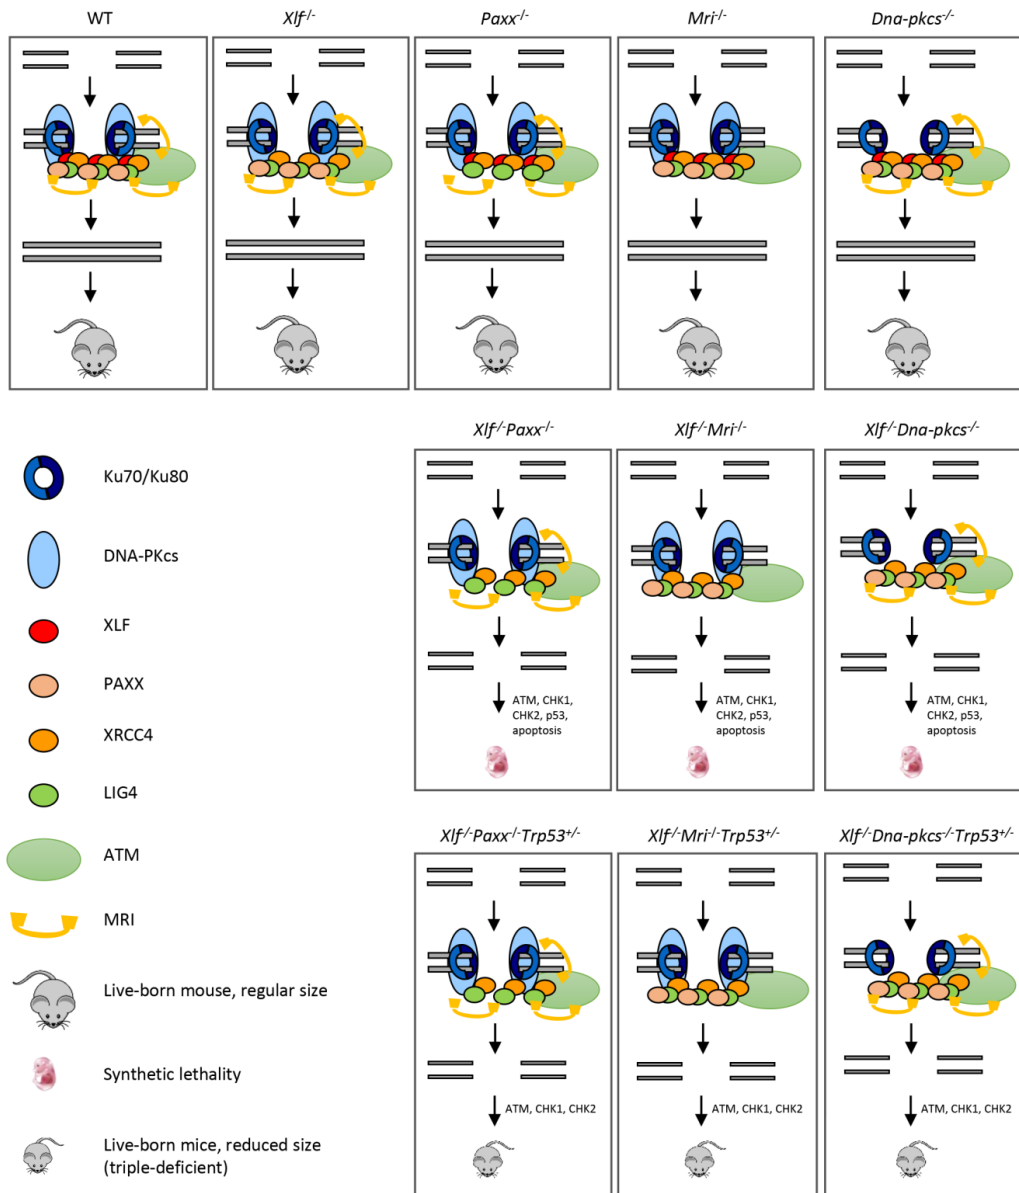 WT
Xlf-/-
Paxx-/-
Mri-/-
Dna-pkcs-/-
Xlf-/-Paxx-/-
Xlf-/-Mri-/-
Xlf-/-Dna-pkcs-/-
Ku70/Ku80
DNA-PKcs
XLF
PAXX
XRCC4
LIG4
ATM
MRI
Live-born mouse, regular size
Synthetic lethality
Live-born mice, reduced size
(triple-deficient)
ATM, CHK1,
CHK2, p53,
apoptosis
ATM, CHK1,
CHK2, p53,
apoptosis
ATM, CHK1,
CHK2, p53,
apoptosis
Xlf-/-Paxx-/-Trp53+/-
Xlf-/-Mri-/-Trp53+/-
Xlf-/-Dna-pkcs-/-Trp53+/-
ATM, CHK1, CHK2
ATM, CHK1, CHK2
ATM, CHK1, CHK2